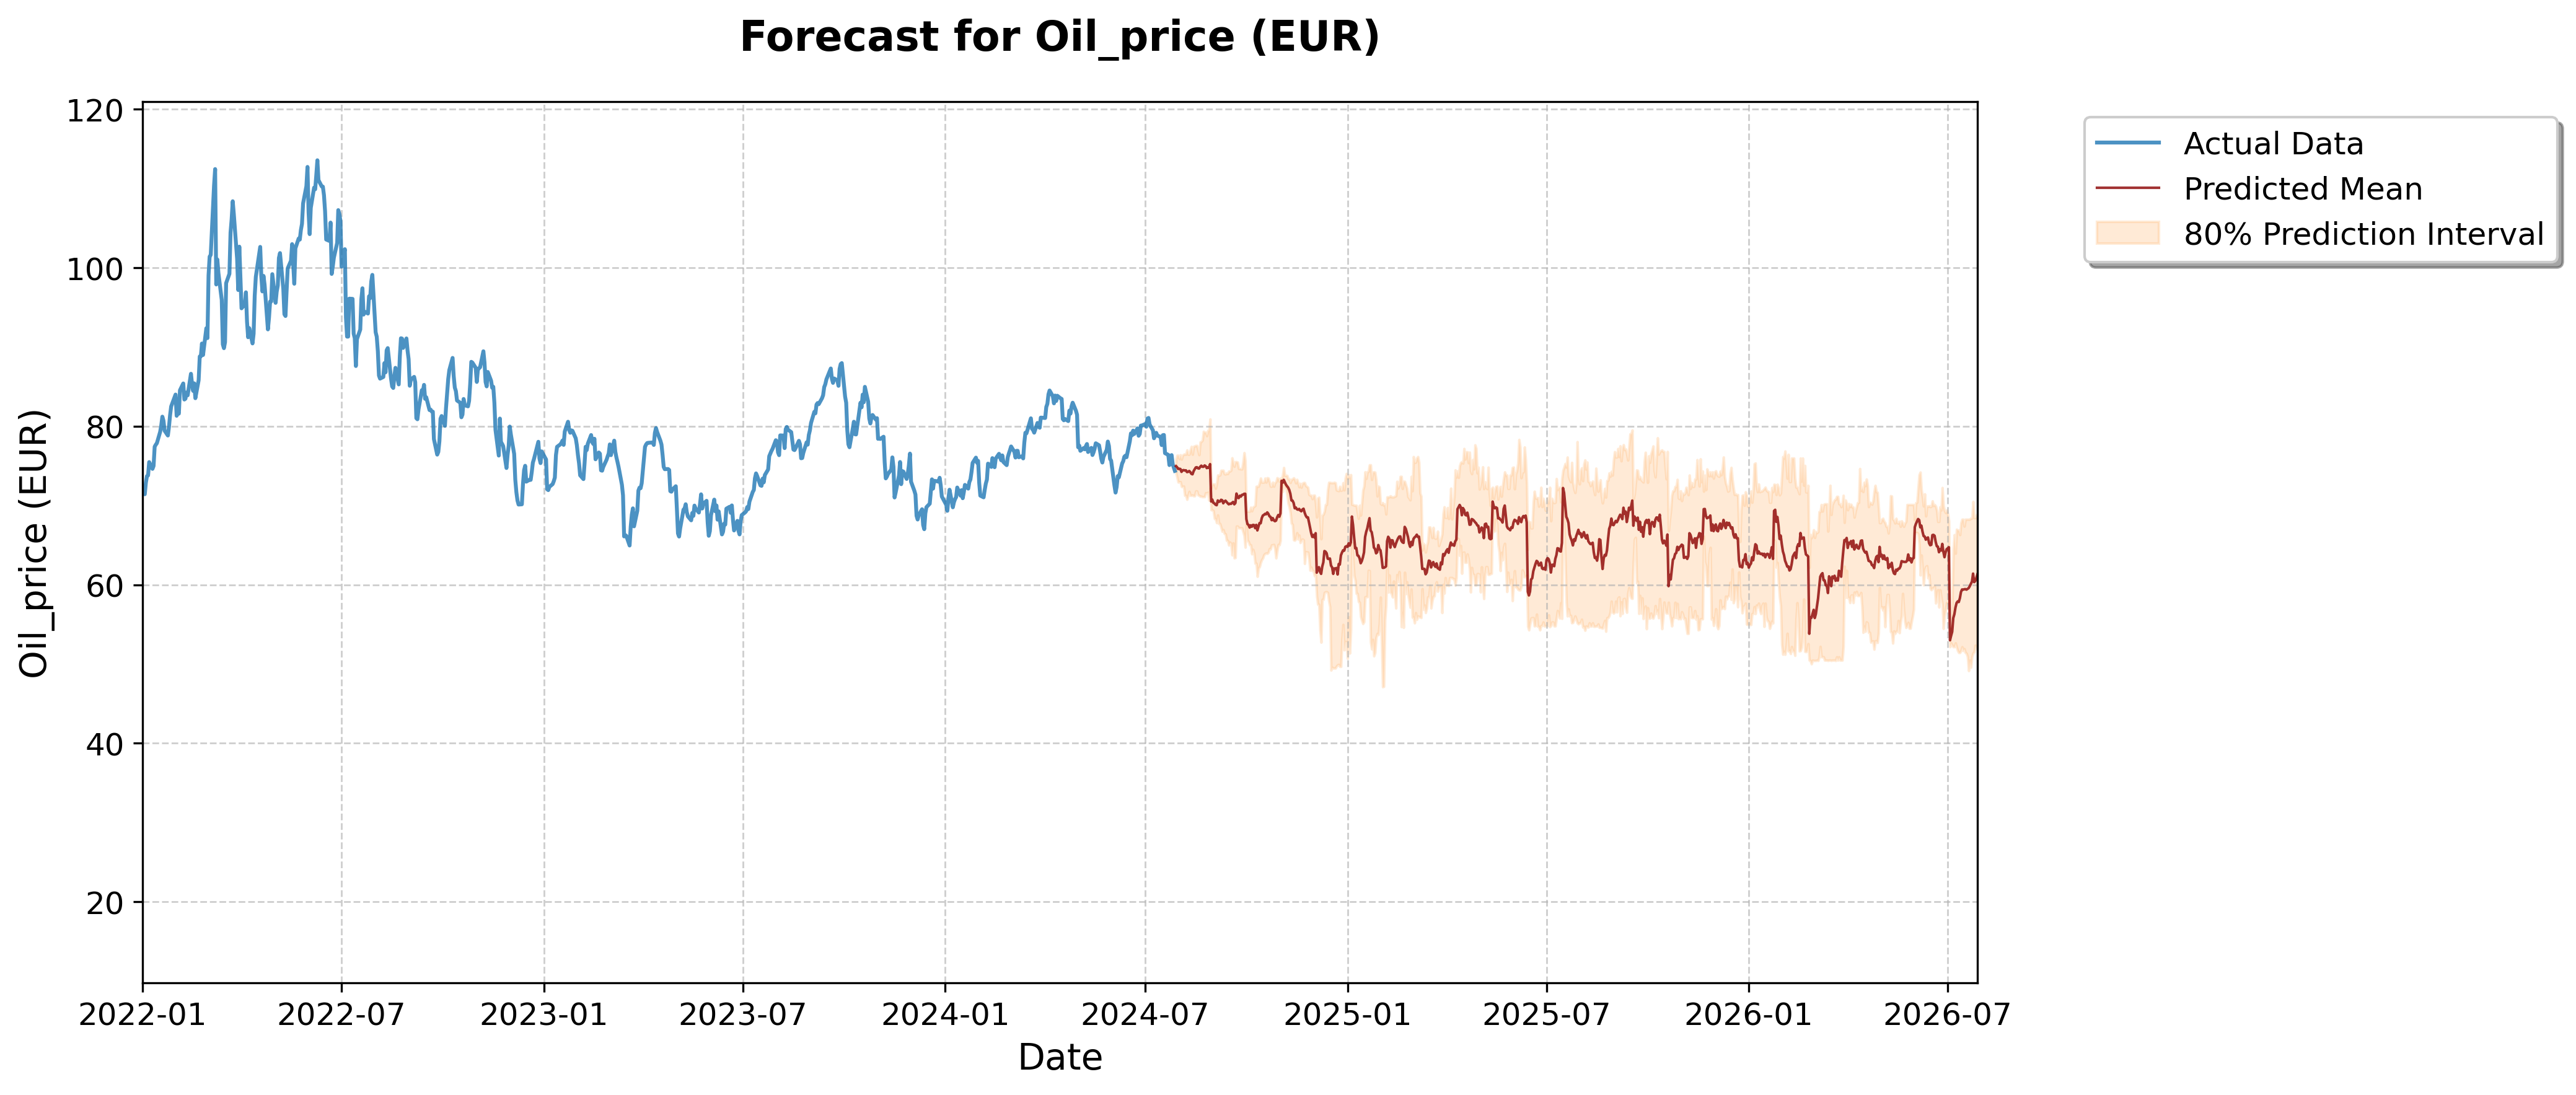 Forecast for Oil_price (EUR)
Actual Data
Predicted Mean
80% Prediction Interval
Oil_price (EUR)
120
100
80
60
40
20
2022-01
2022-07
2023-01
2023-07
2024-01
2024-07
2025-01
2025-07
2026-01
2026-07
Date